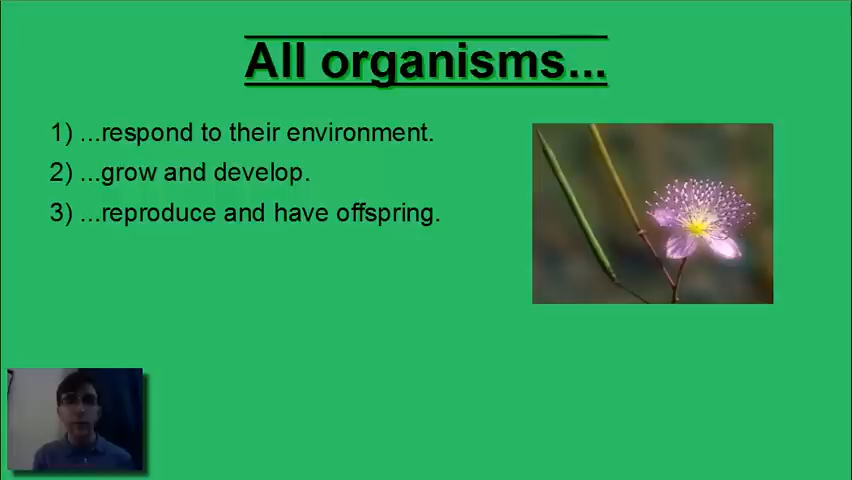 All organisms...
1) ...respond to their environment.
2) ...grow and develop.
3) ...reproduce and have offspring.